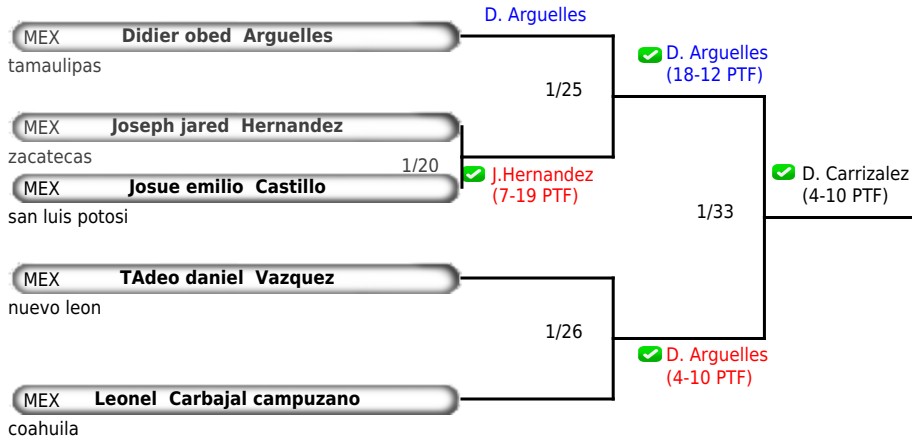 D. Arguelles
MEX Didier obed Arguelles
tamaulipas
D. Arguelles
(18-12 PTF)
1/25
MEX Joseph jared Hernandez
zacatecas
1/20
J.Hernandez
(7-19 PTF)
MEX Josue emilio Castillo
san luis potosi
D. Carrizalez
(4-10 PTF)
1/33
MEX TAdeo daniel Vazquez
nuevo leon
1/26
D. Arguelles
(4-10 PTF)
MEX Leonel Carbajal campuzano
coahuila